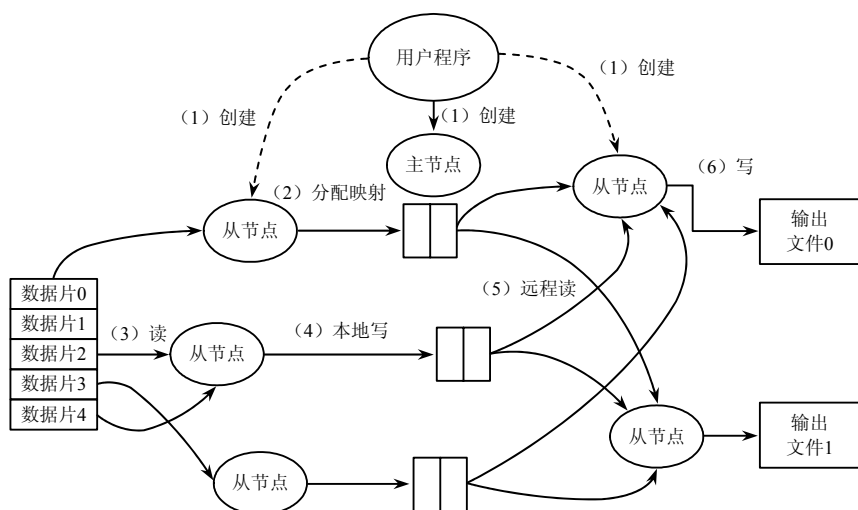 用户程序
（1）创建
（1）创建
（1）创建
主节点
（6）写
从节点
（2）分配映射
从节点
输出
文件0
数据片0
（5）远程读
数据片1
（3）读
（4）本地写
数据片2
从节点
数据片3
数据片4
输出
文件1
从节点
从节点